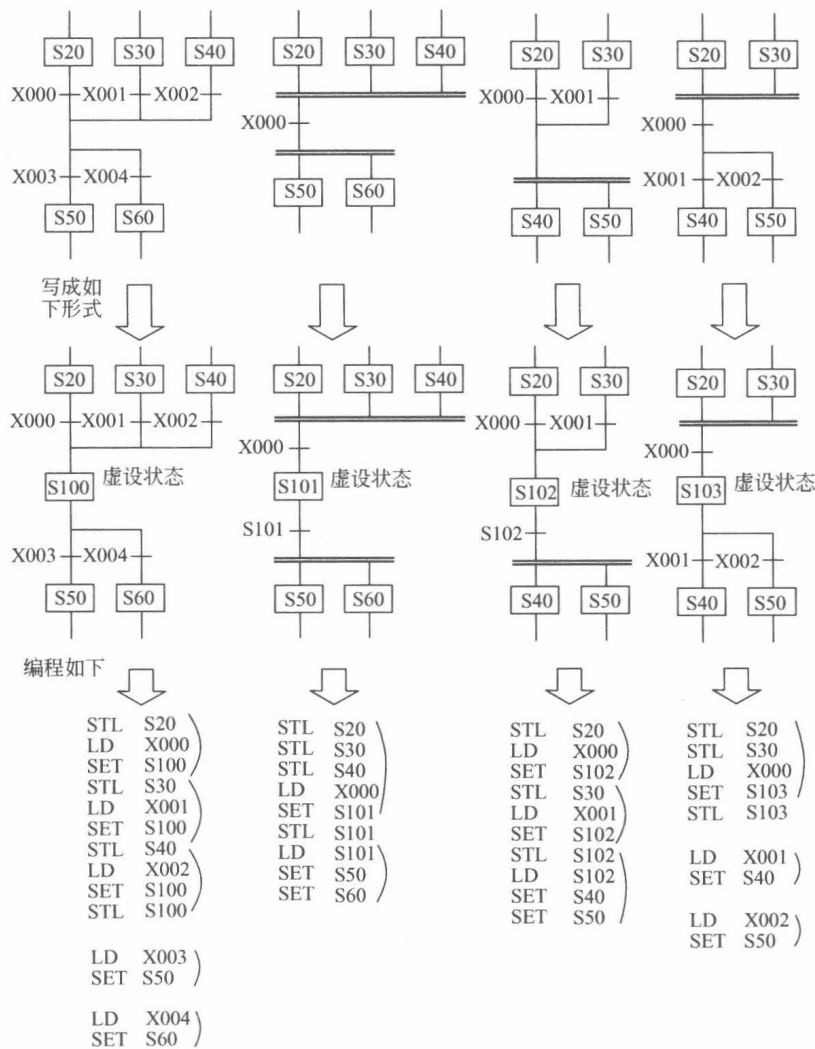 S20 S30 S40
X000 X001 X002
X003 X004
S50 S60
S20 S30 S40
X000
S50 S60
S20 S30
X000 X001
S40 S50
S20 S30
X000
X001 X002
S40 S50
写成如
下形式
S20 S30 S40
X000 X001 X002
S100 虚设状态
X003 X004
S50 S60
S20 S30 S40
X000
S101 虚设状态
S101
S50 S60
S20 S30
X000 X001
S102 虚设状态
S102
S40 S50
S20 S30
X000
S103 虚设状态
X001 X002
S40 S50
编程如下
STL S20
LD X000
SET S100
STL S30
LD X001
SET S100
STL S40
LD X002
SET S100
STL S100
LD X003
SET S50
LD X004
SET S60
STL S20
STL S30
STL S40
LD X000
SET S101
STL S101
LD S101
SET S50
SET S60
STL S20
LD X000
SET S102
STL S30
LD X001
SET S102
STL S102
LD S102
SET S40
SET S50
STL S20
STL S30
LD X000
SET S103
STL S103
LD X001
SET S40
LD X002
SET S50